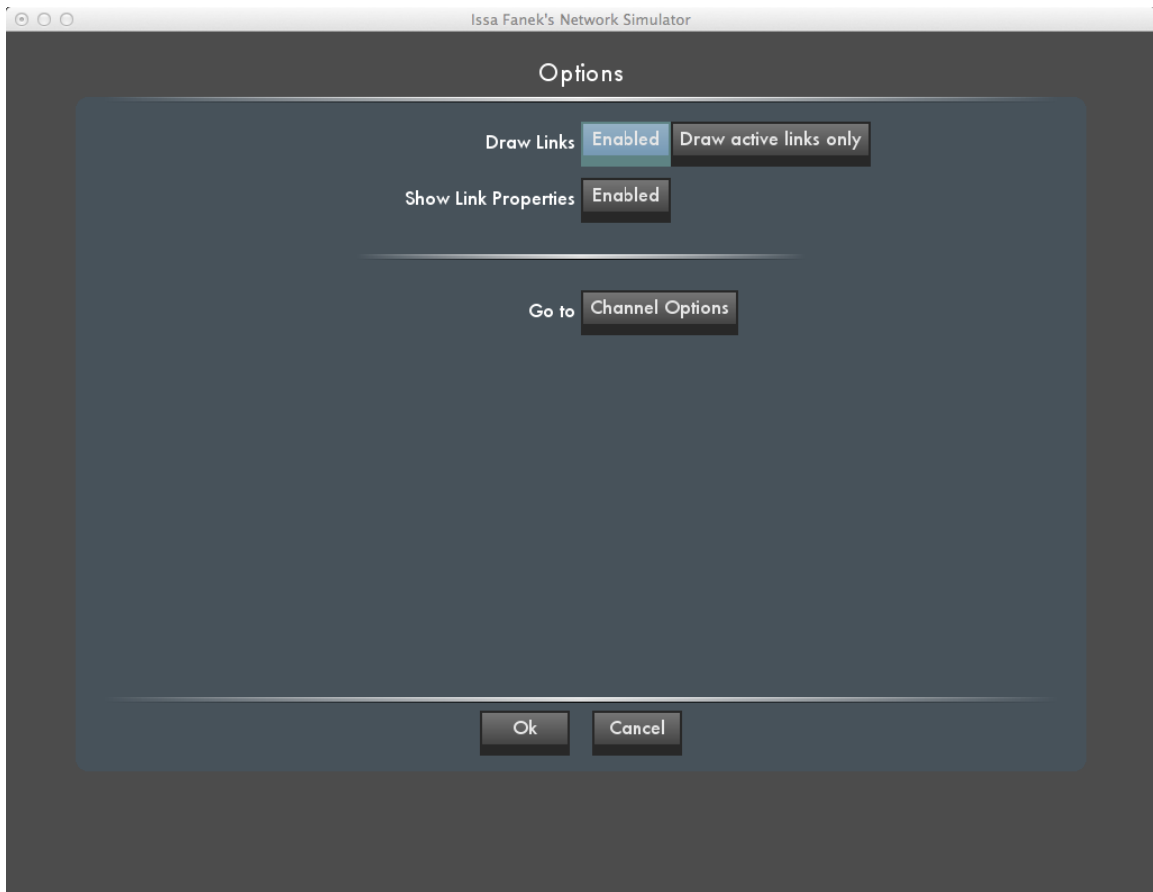 Issa Fanek's Network Simulator
Options
Draw Links Enabled Draw active links only
Show Link Properties Enabled
Go to Channel Options
Ok Cancel